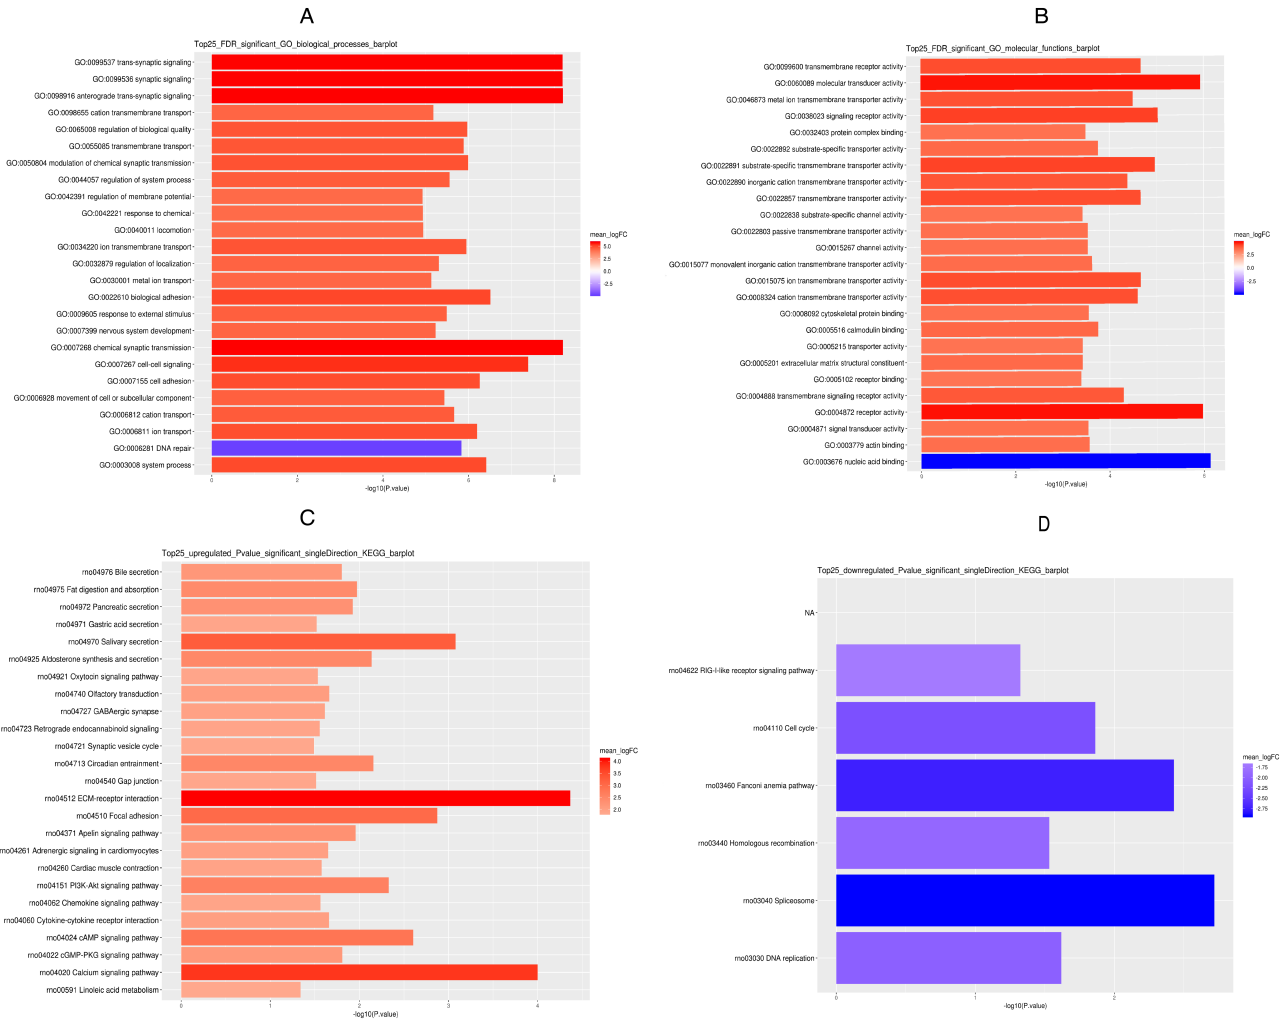 A
Top25_FDR_significant_GO_biological_processes_barplot
GO:0099537 trans-synaptic signaling
GO:0099536 synaptic signaling
GO:0098916 anterograde trans-synaptic signaling
GO:0098655 cation transmembrane transport
GO:0065008 regulation of biological quality
GO:0055085 transmembrane transport
GO:0050804 modulation of chemical synaptic transmission
GO:0044057 regulation of system process
GO:0042391 regulation of membrane potential
GO:0042221 response to chemical
GO:0040011 locomotion
GO:0034220 ion transmembrane transport
GO:0032879 regulation of localization
GO:0030001 metal ion transport
GO:0022610 biological adhesion
GO:0009605 response to external stimulus
GO:0007399 nervous system development
GO:0007268 chemical synaptic transmission
GO:0007267 cell-cell signaling
GO:0007155 cell adhesion
GO:0006928 movement of cell or subcellular component
GO:0006812 cation transport
GO:0006811 ion transport
GO:0006281 DNA repair
GO:0003008 system process
0 2 4 6 8
-log10(P.value)
mean_logFC
5.0
2.5
0.0
-2.5
B
Top25_FDR_significant_GO_molecular_functions_barplot
GO:0099600 transmembrane receptor activity
GO:0060089 molecular transducer activity
GO:0046873 metal ion transmembrane transporter activity
GO:0038023 signaling receptor activity
GO:0032403 protein complex binding
GO:0022892 substrate-specific transporter activity
GO:0022891 substrate-specific transmembrane transporter activity
GO:0022890 inorganic cation transmembrane transporter activity
GO:0022857 transmembrane transporter activity
GO:0022838 substrate-specific channel activity
GO:0022803 passive transmembrane transporter activity
GO:0015267 channel activity
GO:0015077 monovalent inorganic cation transmembrane transporter activity
GO:0015075 ion transmembrane transporter activity
GO:0008324 cation transmembrane transporter activity
GO:0008092 cytoskeletal protein binding
GO:0005516 calmodulin binding
GO:0005215 transporter activity
GO:0005201 extracellular matrix structural constituent
GO:0005102 receptor binding
GO:0004888 transmembrane signaling receptor activity
GO:0004872 receptor activity
GO:0004871 signal transducer activity
GO:0003779 actin binding
GO:0003676 nucleic acid binding
0 2 4 6
-log10(P.value)
mean_logFC
2.5
0.0
-2.5
C
Top25_upregulated_Pvalue_significant_singleDirection_KEGG_barplot
rno04976 Bile secretion
rno04975 Fat digestion and absorption
rno04972 Pancreatic secretion
rno04971 Gastric acid secretion
rno04970 Salivary secretion
rno04925 Aldosterone synthesis and secretion
rno04921 Oxytocin signaling pathway
rno04740 Olfactory transduction
rno04727 GABAergic synapse
rno04723 Retrograde endocannabinoid signaling
rno04721 Synaptic vesicle cycle
rno04713 Circadian entrainment
rno04540 Gap junction
rno04512 ECM-receptor interaction
rno04510 Focal adhesion
rno04371 Apelin signaling pathway
rno04261 Adrenergic signaling in cardiomyocytes
rno04260 Cardiac muscle contraction
rno04151 PI3K-Akt signaling pathway
rno04062 Chemokine signaling pathway
rno04060 Cytokine-cytokine receptor interaction
rno04024 cAMP signaling pathway
rno04022 cGMP-PKG signaling pathway
rno04020 Calcium signaling pathway
rno00591 Linoleic acid metabolism
0 1 2 3 4
-log10(P.value)
mean_logFC
4.0
3.5
3.0
2.5
2.0
D
Top25_downregulated_Pvalue_significant_singleDirection_KEGG_barplot
NA
rno04622 RIG-I-like receptor signaling pathway
rno04110 Cell cycle
rno03460 Fanconi anemia pathway
rno03440 Homologous recombination
rno03040 Spliceosome
rno03030 DNA replication
0 1 2
-log10(P.value)
mean_logFC
-1.75
-2.00
-2.25
-2.50
-2.75